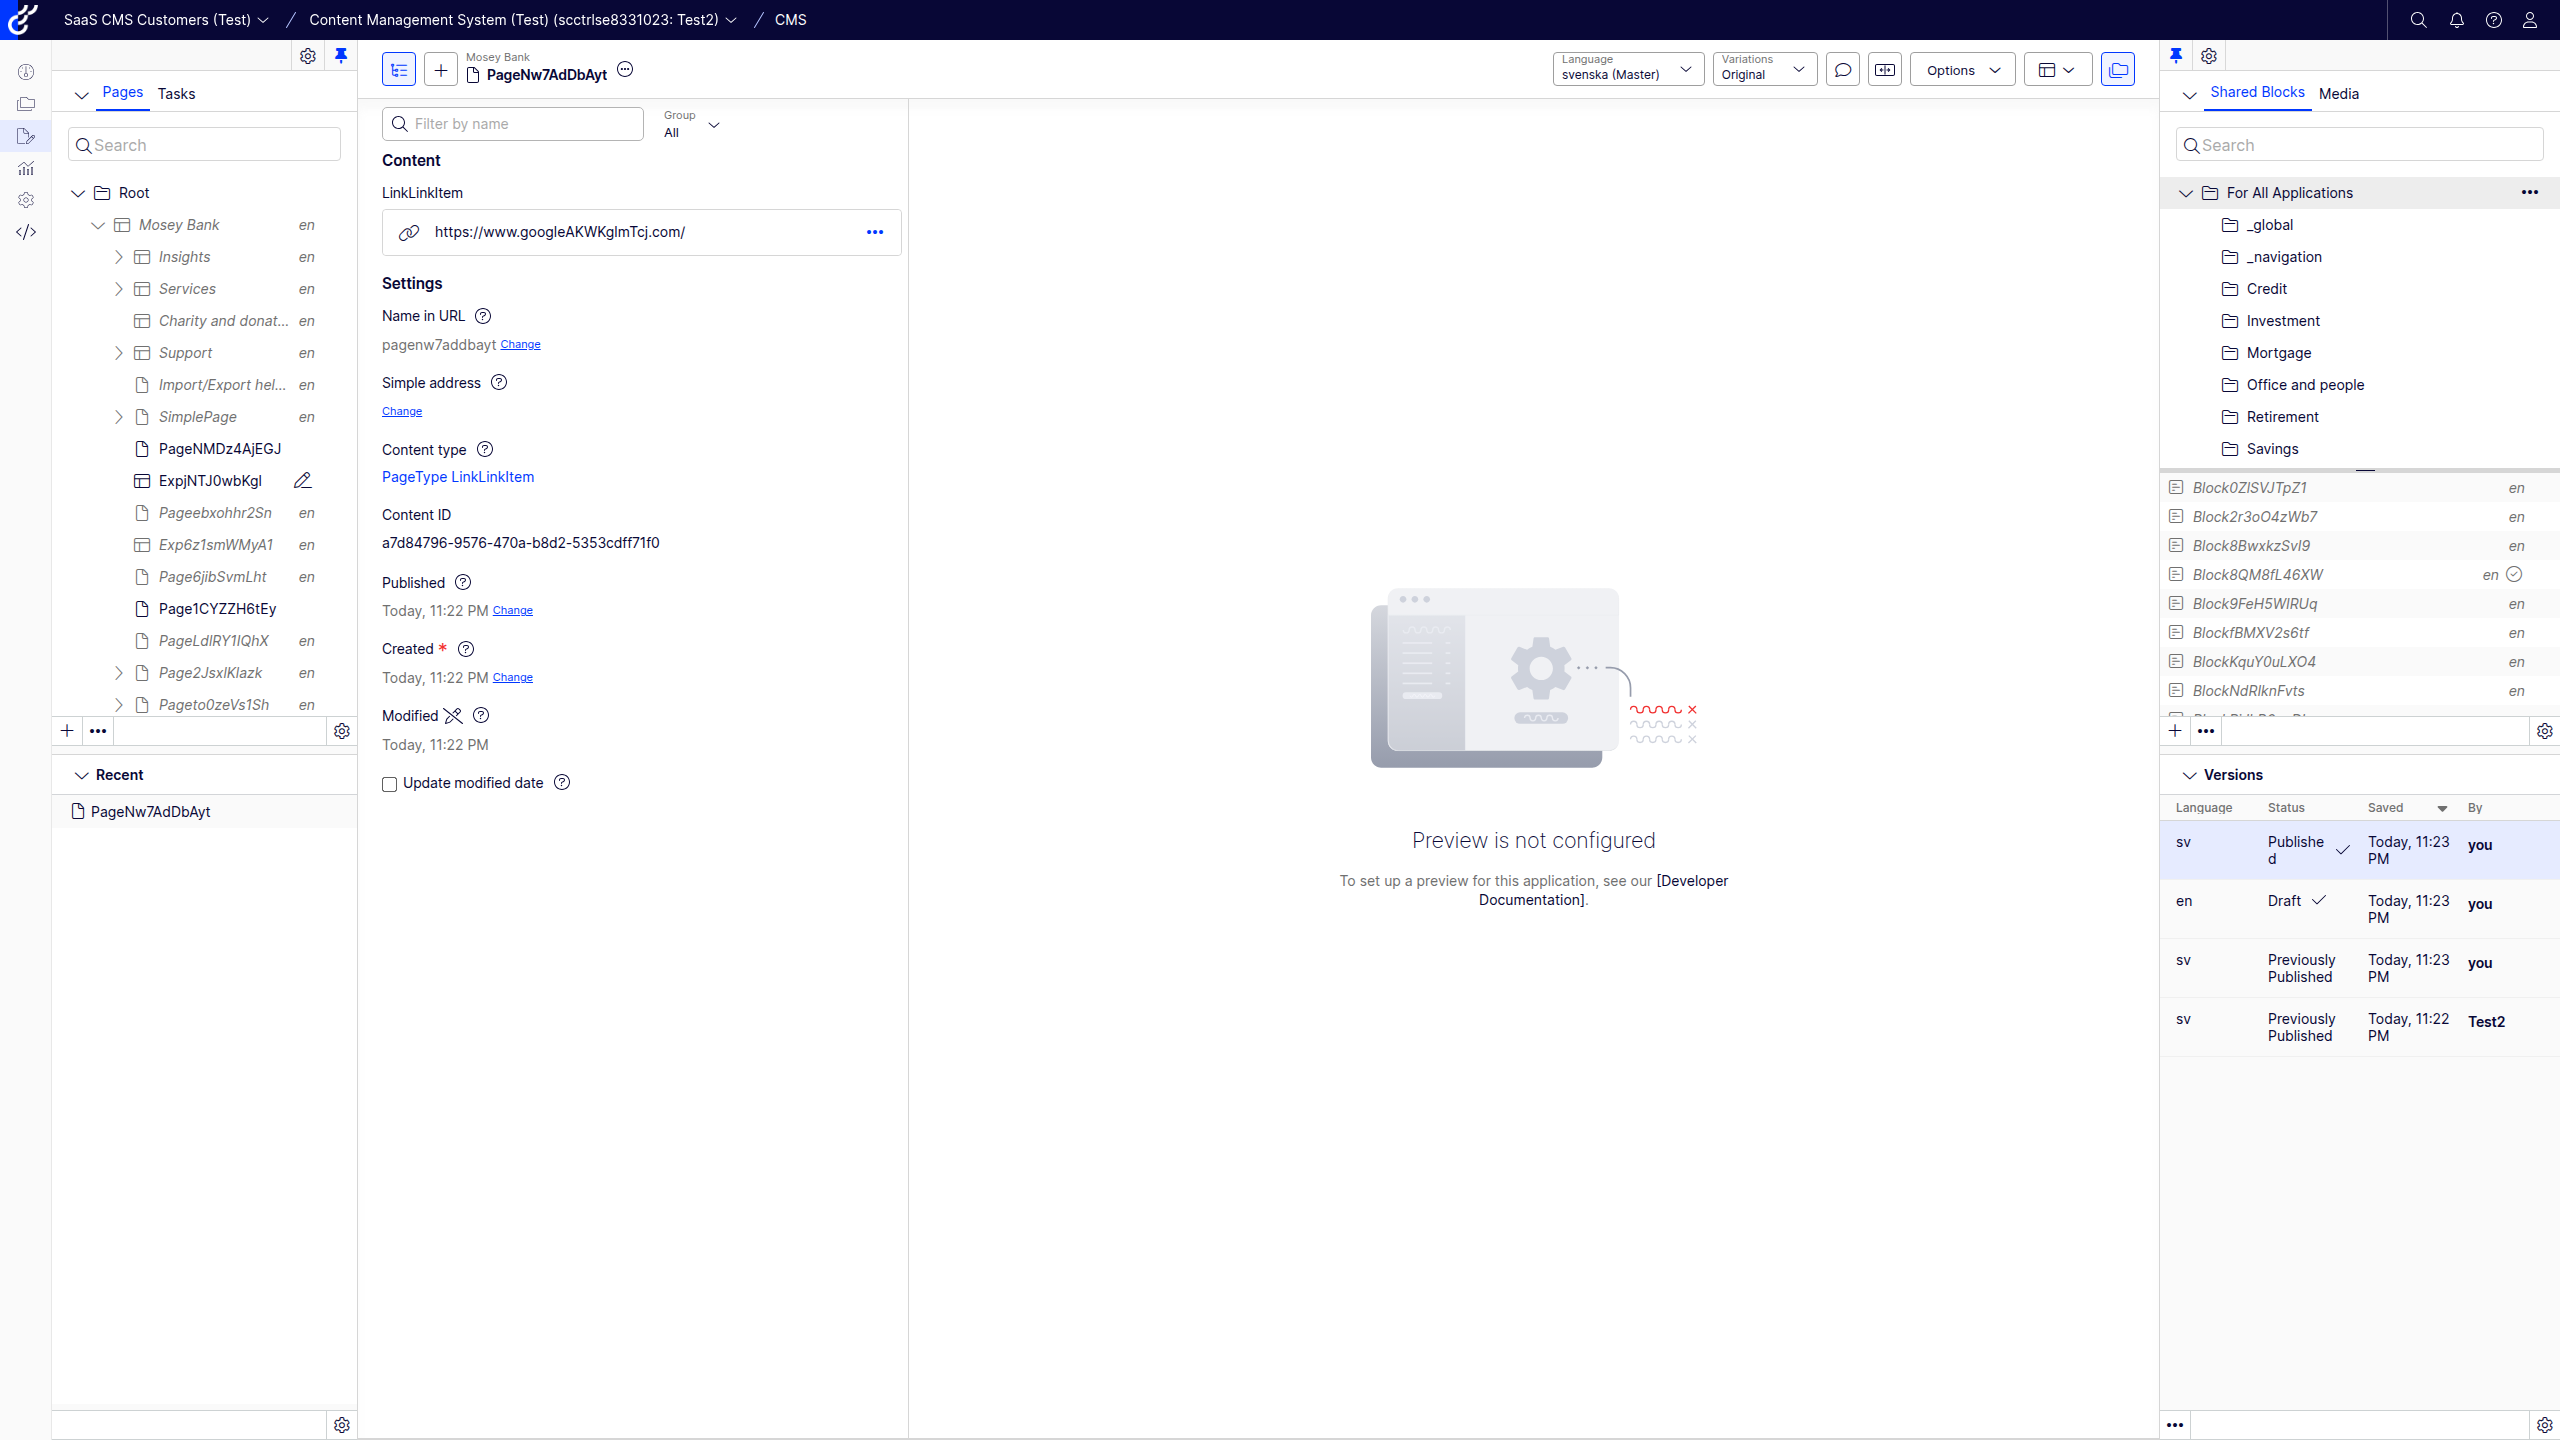 SaaS CMS Customers (Test) / Content Management System (Test) (scctrlse8331023: Test2) / CMS
Pages
Tasks
Search
Root
Mosey Bank en
Insights en
Services en
Charity and donat... en
Support en
Import/Export hel... en
SimplePage en
PageNMDz4AjEGJ
ExpjNTJ0wbKgl
Pageebxohhr2Sn en
Exp6z1smWMyA1 en
Page6jibSvmLht en
Page1CYZZH6tEy
PageLdlRY1IQhX en
Page2JsxlKlazk en
Pageto0zeVs1Sh en
Recent
PageNw7AdDbAyt
Mosey Bank
PageNw7AdDbAyt
Language
svenska (Master)
Variations
Original
Options
Filter by name
Group
All
Content
LinkLinkItem
https://www.googleAKWKglmTcj.com/
Settings
Name in URL
pagenw7addbayt Change
Simple address
Change
Content type
PageType LinkLinkItem
Content ID
a7d84796-9576-470a-b8d2-5353cdff71f0
Published
Today, 11:22 PM Change
Created *
Today, 11:22 PM Change
Modified
Today, 11:22 PM
Update modified date
Preview is not configured
To set up a preview for this application, see our [Developer
Documentation].
Shared Blocks
Media
Search
For All Applications
_global
_navigation
Credit
Investment
Mortgage
Office and people
Retirement
Savings
Block0ZlSVJTpZ1 en
Block2r3oO4zWb7 en
Block8BwxkzSvl9 en
Block8QM8fL46XW en
Block9FeH5WlRUq en
BlockfBMXV2s6tf en
BlockKquY0uLXO4 en
BlockNdRlknFvts en
Versions
Language Status Saved By
sv Publishe Today, 11:23 you
d PM
en Draft Today, 11:23 you
PM
sv Previously Today, 11:23 you
Published PM
sv Previously Today, 11:22 Test2
Published PM